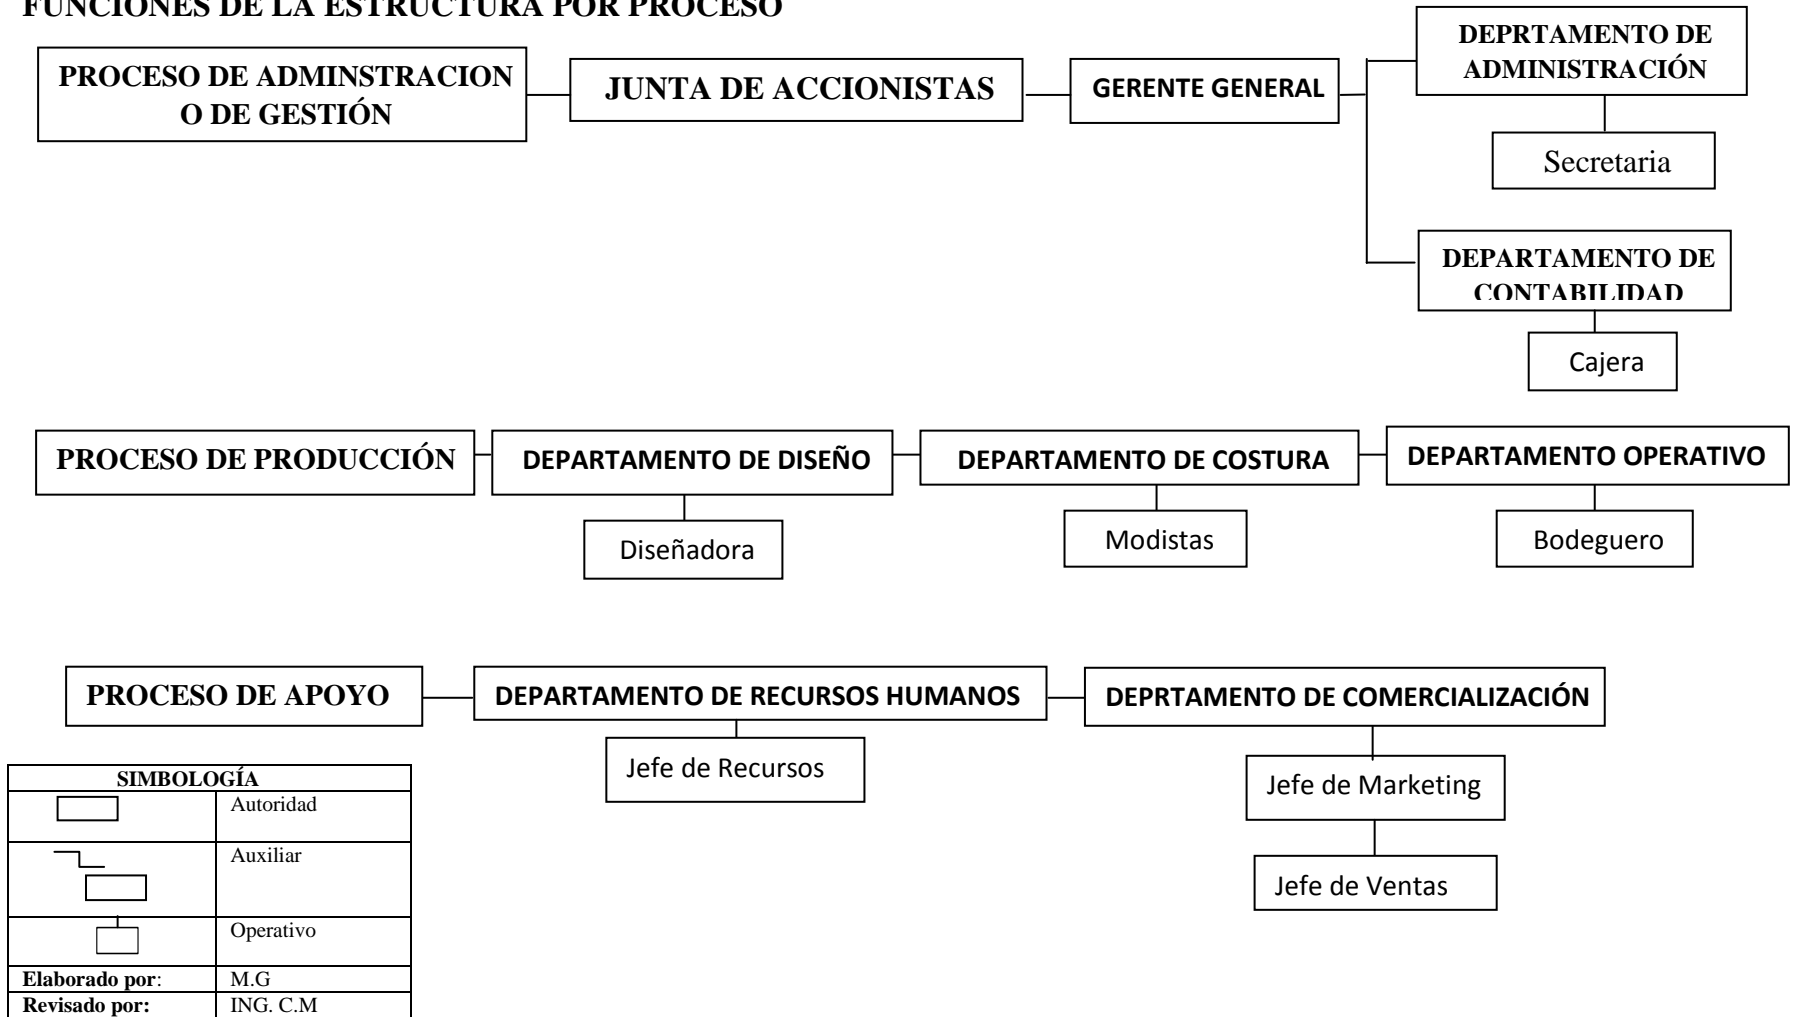 FUNCIONES DE LA ESTRUCTURA POR PROCESO
PROCESO DE ADMINSTRACION
O DE GESTIÓN
JUNTA DE ACCIONISTAS
GERENTE GENERAL
DEPRTAMENTO DE
ADMINISTRACIÓN
Secretaria
DEPARTAMENTO DE
CONTABILIDAD
Cajera
PROCESO DE PRODUCCIÓN
DEPARTAMENTO DE DISEÑO
DEPARTAMENTO DE COSTURA
DEPARTAMENTO OPERATIVO
Diseñadora
Modistas
Bodeguero
PROCESO DE APOYO
DEPARTAMENTO DE RECURSOS HUMANOS
DEPRTAMENTO DE COMERCIALIZACIÓN
Jefe de Recursos
Jefe de Marketing
Jefe de Ventas
SIMBOLOGÍA
Autoridad
Auxiliar
Operativo
Elaborado por: M.G
Revisado por: ING. C.M